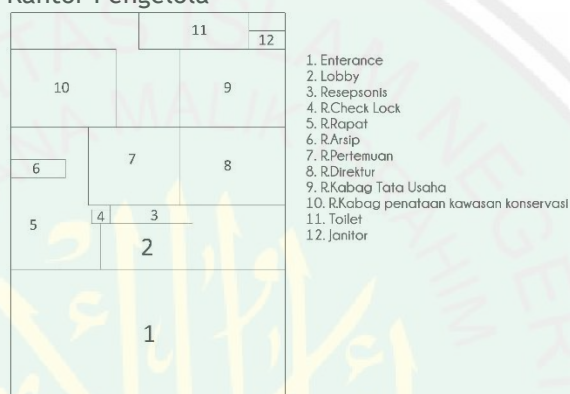 Kantor Pengelola
11
12
10
9
6
7
8
5
4
3
2
1
1. Enterance
2. Lobby
3. Resepsonis
4. R.Check Lock
5. R.Rapat
6. R.Arsip
7. R.Pertemuan
8. R.Direktur
9. R.Kabag Tata Usaha
10. R.Kabag penataan kawasan konservasi
11. Toilet
12. Janitor